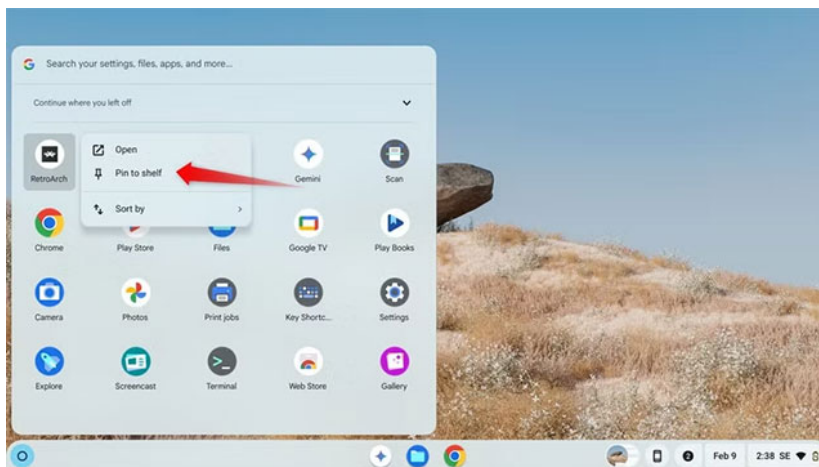 Search your settings, files, apps, and more...
Continue where you left off
Open
Pin to shelf
Sort by
RetroArch
Gemini
Scan
Chrome
Play Store
Files
Google TV
Play Books
Camera
Photos
Print jobs
Key Shortc...
Settings
Explore
Screencast
Terminal
Web Store
Gallery
2
Feb 9
2:38 SE